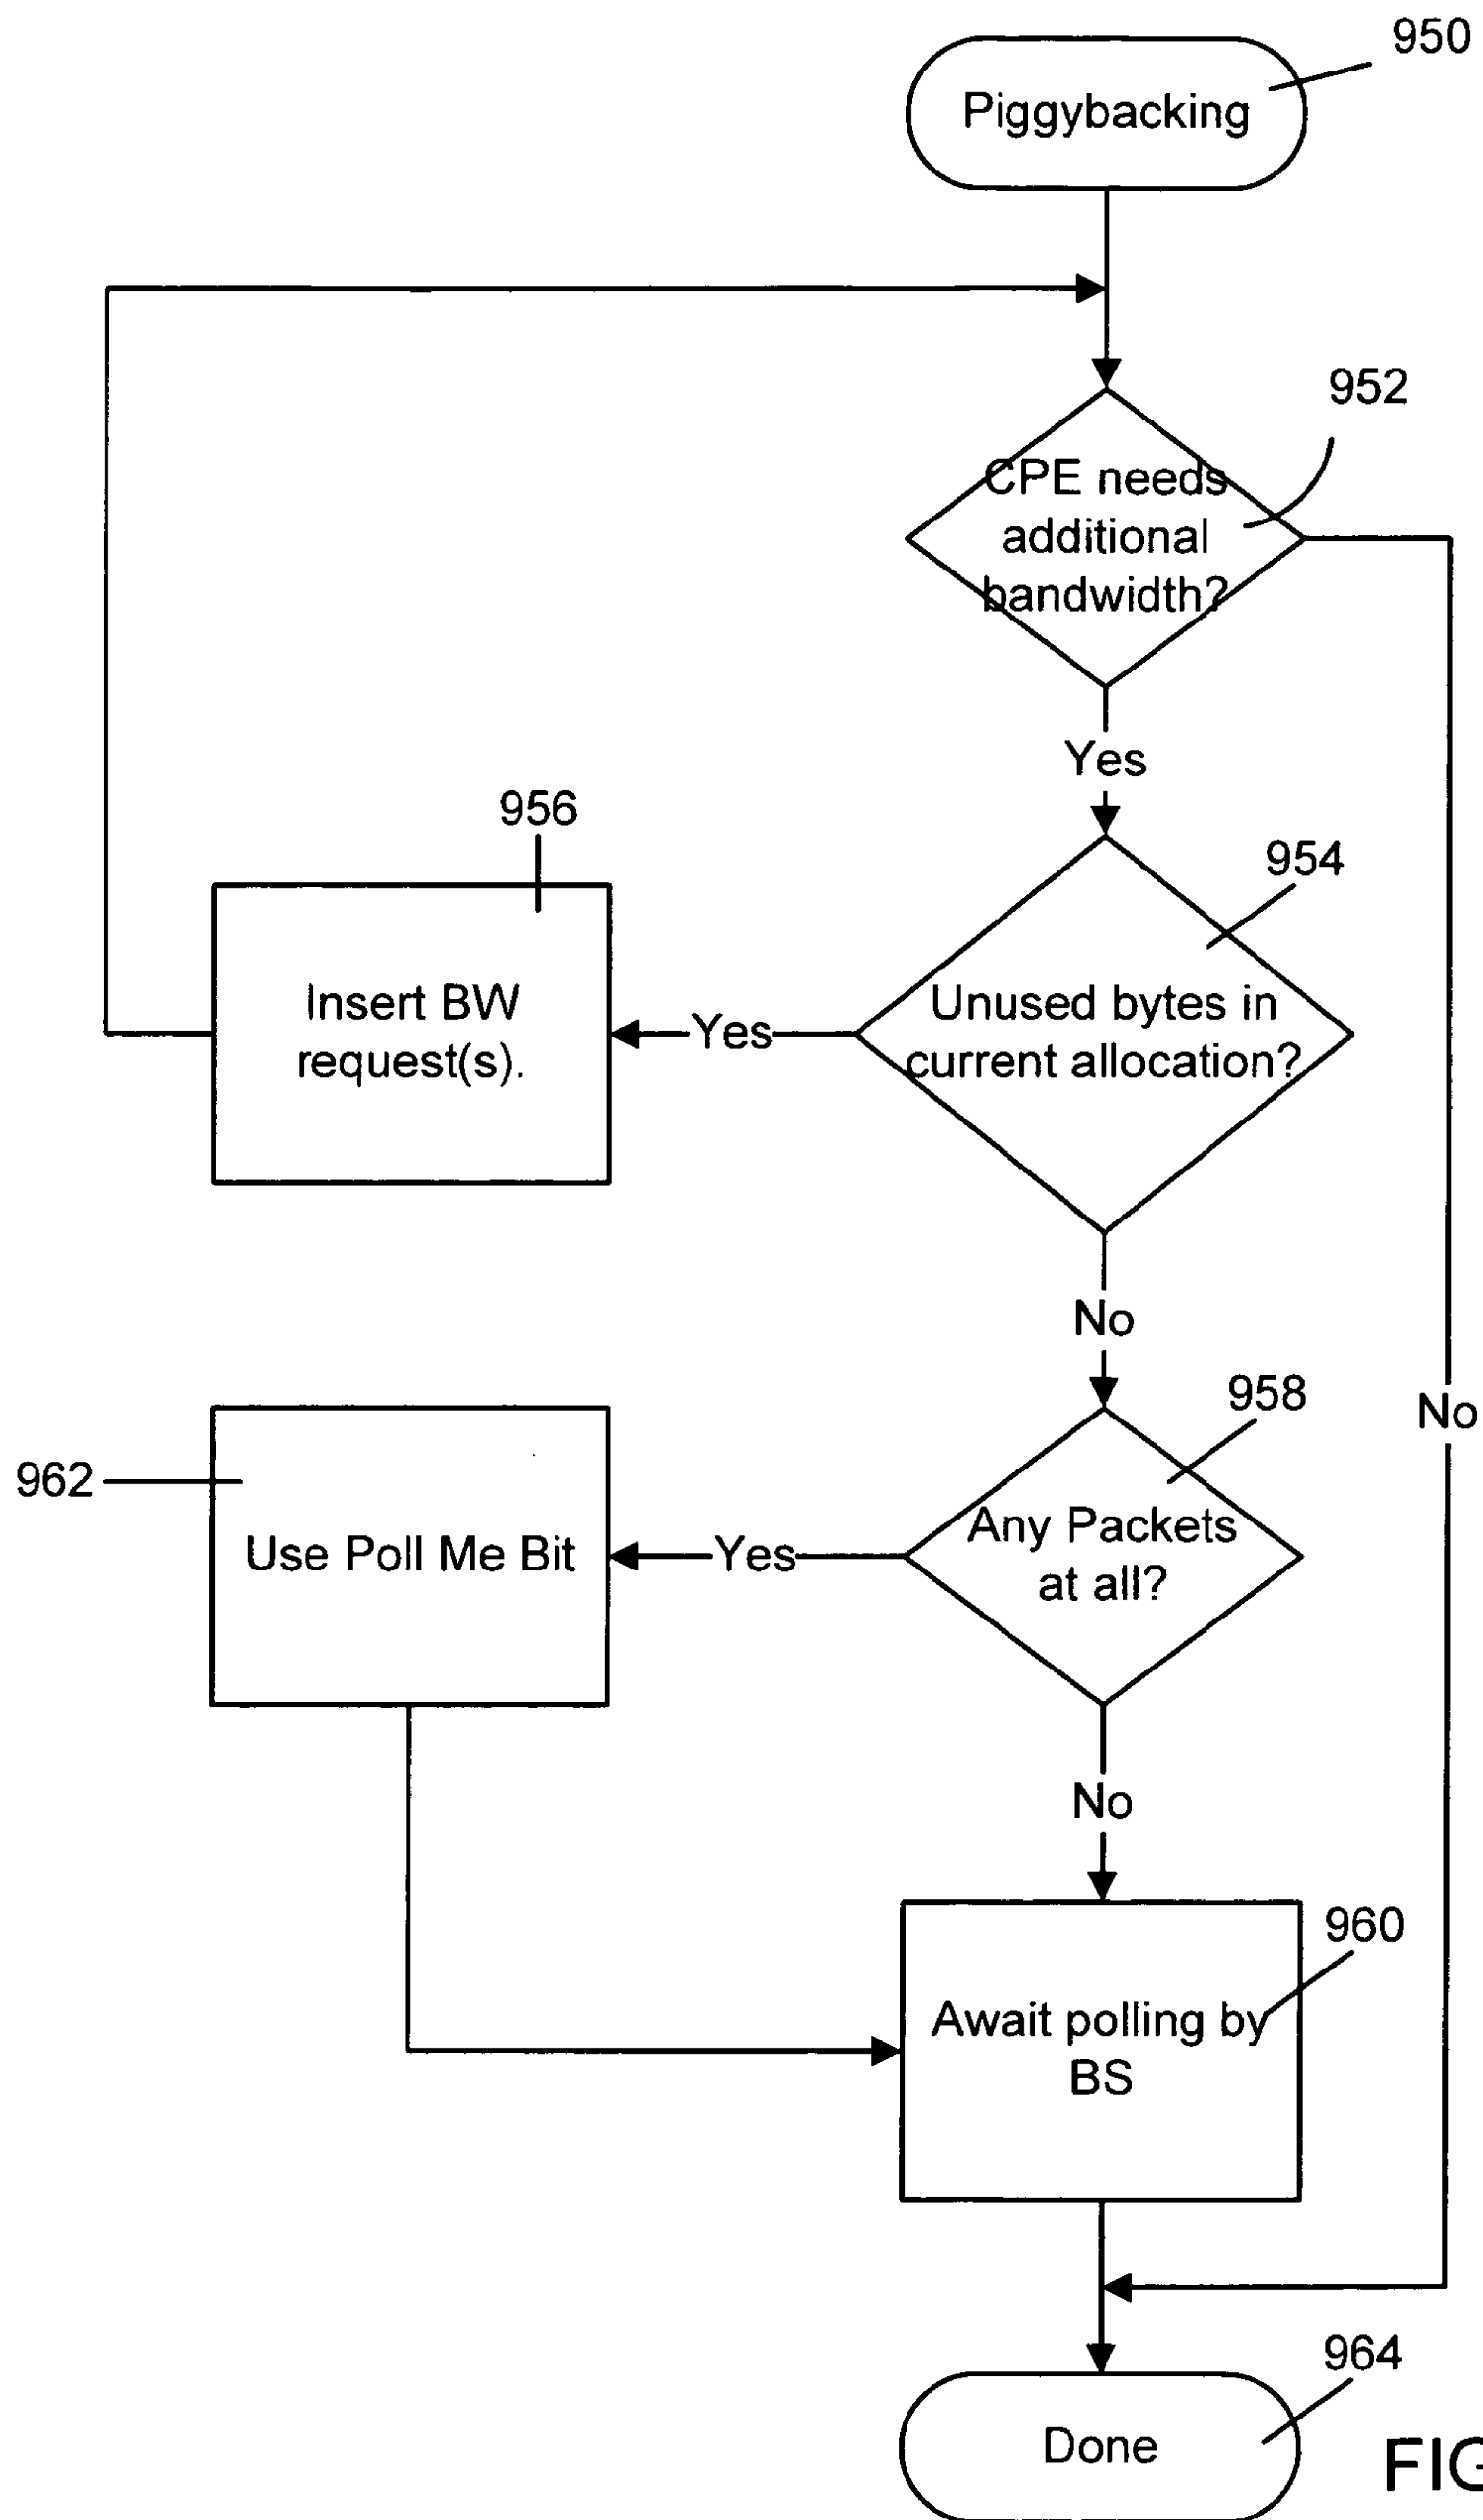 950
Piggybacking
952
CPE needs
additional
bandwidth?
Yes
956
954
Insert BW
request(s).
Yes
Unused bytes in
current allocation?
No
958
No
962
Use Poll Me Bit
Yes
Any Packets
at all?
No
960
Await polling by
BS
964
Done
FIG